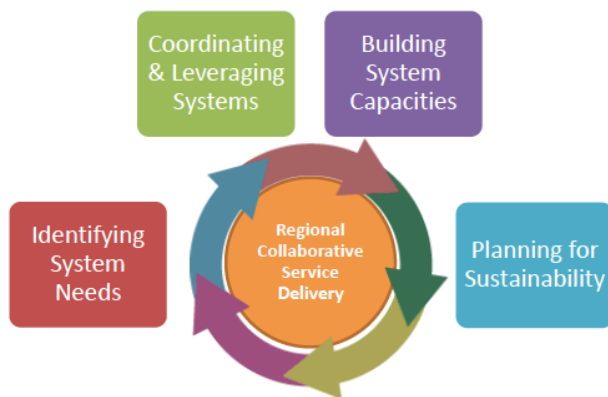 Coordinating
& Leveraging
Systems
Building
System
Capacities
Identifying
System
Needs
Regional
Collaborative
Service
Delivery
Planning for
Sustainability